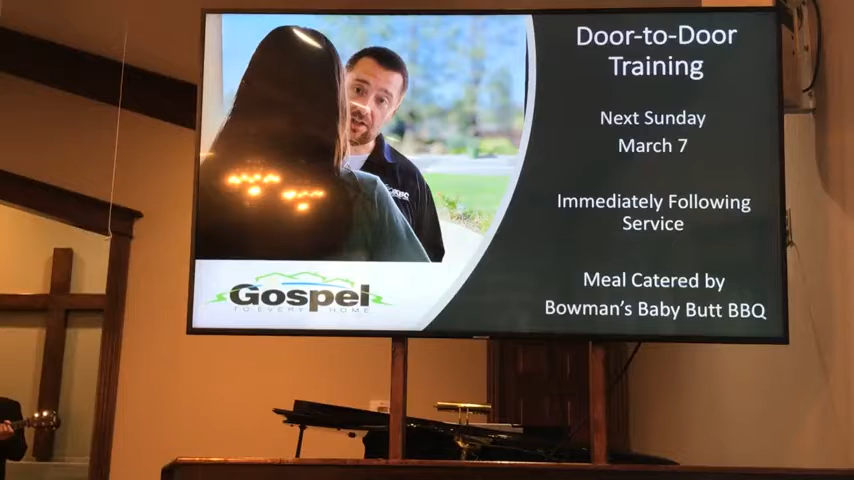 Door-to-Door
Training
Next Sunday
March 7
Immediately Following
Service
Meal Catered by
Bowman's Baby Butt BBQ
Gospel
TO EVERY HOME